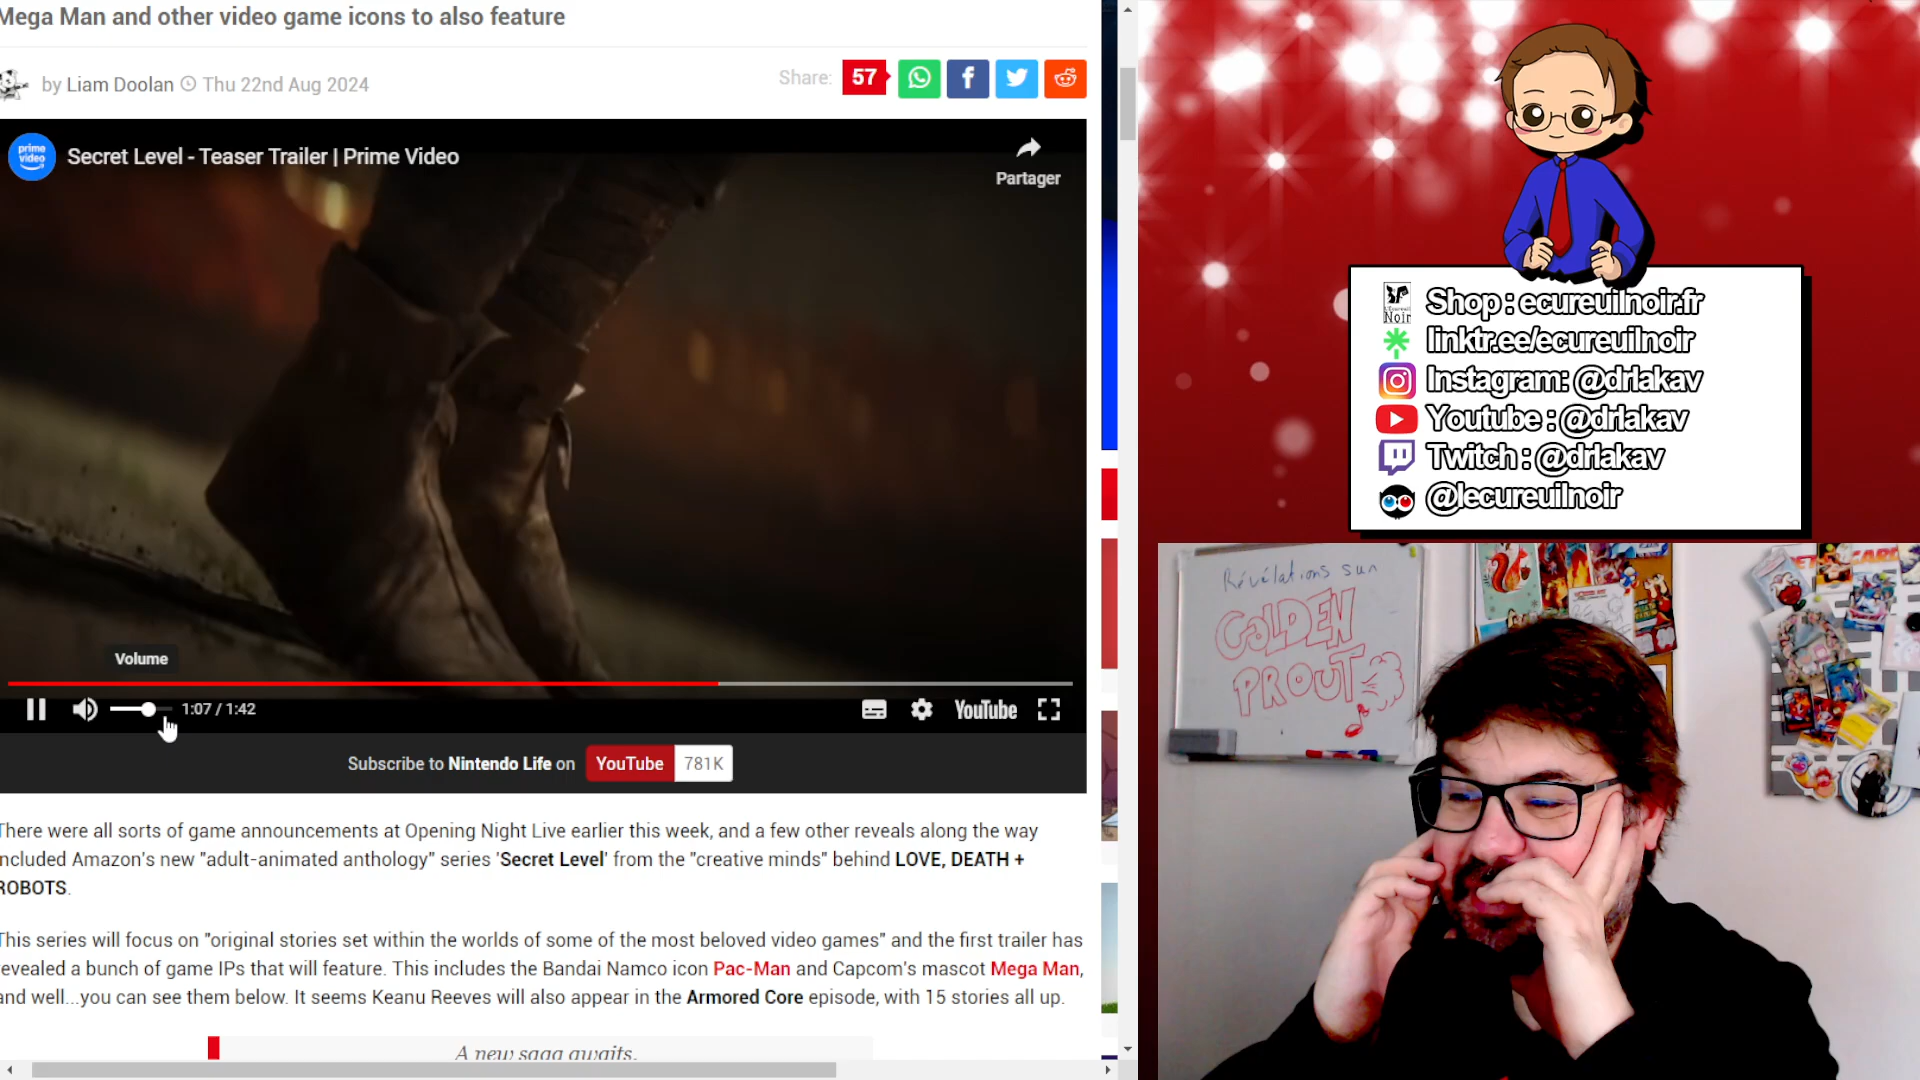 Mega Man and other video game icons to also feature
by Liam Doolan Thu 22nd Aug 2024
Share: 57
prime video
Secret Level - Teaser Trailer | Prime Video
Partager
Volume
1:07 / 1:42
YouTube
Subscribe to Nintendo Life on YouTube 781K
There were all sorts of game announcements at Opening Night Live earlier this week, and a few other reveals along the way
included Amazon's new "adult-animated anthology" series 'Secret Level' from the "creative minds" behind LOVE, DEATH +
ROBOTS.
This series will focus on "original stories set within the worlds of some of the most beloved video games" and the first trailer has
revealed a bunch of game IPs that will feature. This includes the Bandai Namco icon Pac-Man and Capcom's mascot Mega Man,
and well...you can see them below. It seems Keanu Reeves will also appear in the Armored Core episode, with 15 stories all up.
A new saga awaits.
Noir
Shop : ecureuilnoir.fr
linktr.ee/ecureuilnoir
Instagram: @drlakav
Youtube : @drlakav
Twitch : @drlakav
@lecureuilnoir
Révélations sur
GOLDEN
PROUT